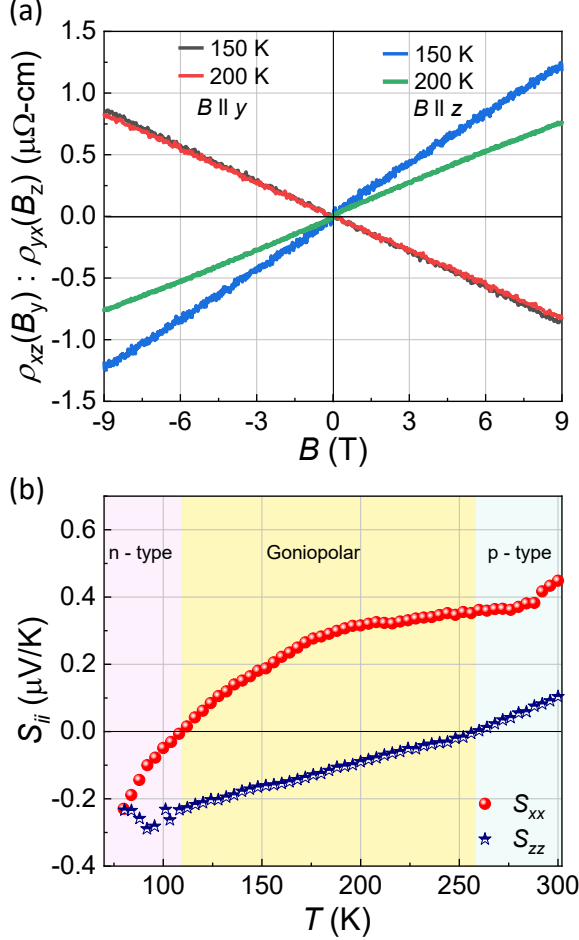 (a)
1.5
1.0
0.5
0.0
-0.5
-1.0
-1.5
ρxz(By) : ρyx(Bz) (μΩ-cm)
150 K
200 K
B || y
150 K
200 K
B || z
-9 -6 -3 0 3 6 9
B (T)
(b)
0.6
0.4
0.2
0.0
-0.2
-0.4
Sii (μV/K)
n - type
Goniopolar
p - type
Sxx
Szz
100 150 200 250 300
T (K)